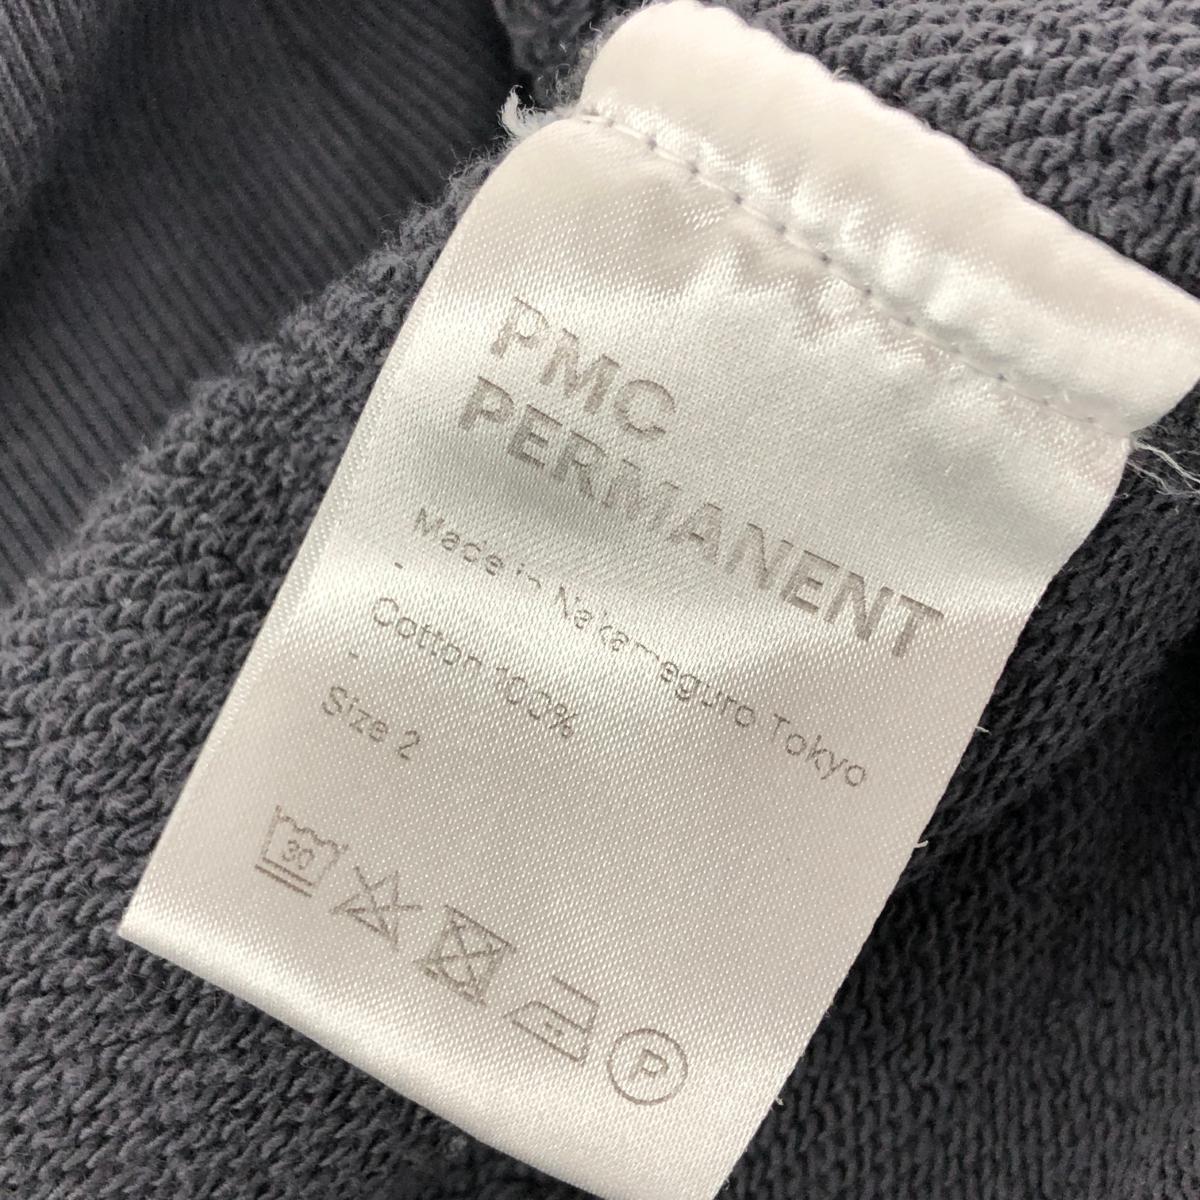 PMC
PERMANENT
Made in Nakameguro Tokyo
-
Cotton 100%
-
Size 2
30
P